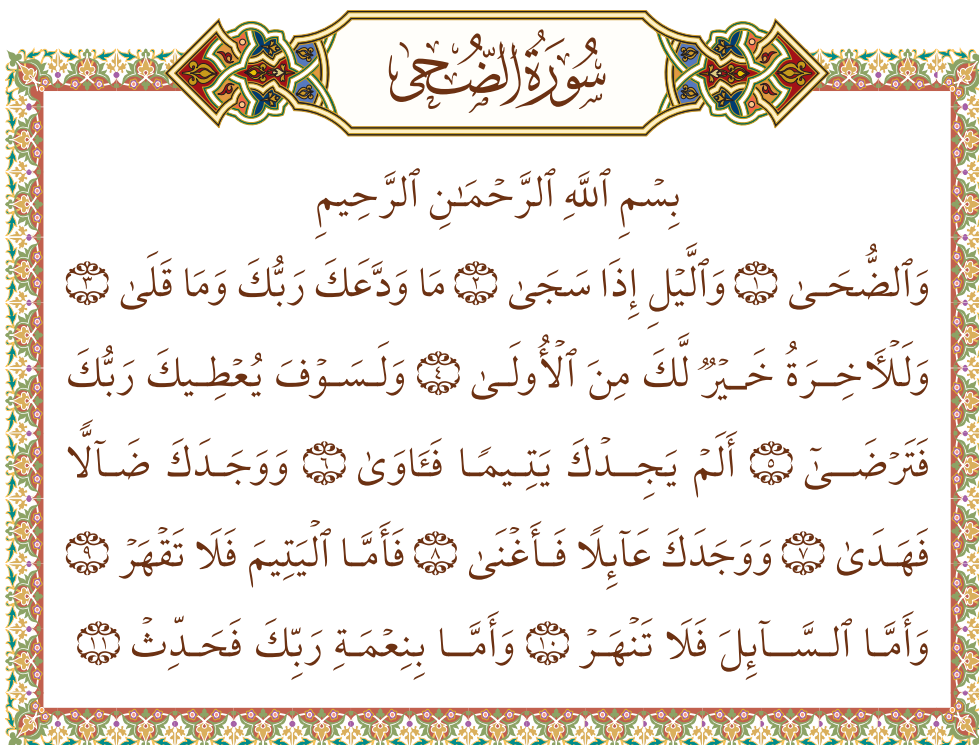 سُورَةُ الضُّحَى
بِسْمِ ٱللَّهِ ٱلرَّحْمَـٰنِ ٱلرَّحِيمِ
وَٱلضُّحَىٰ ١ وَٱلَّيْلِ إِذَا سَجَىٰ ٢ مَا وَدَّعَكَ رَبُّكَ وَمَا قَلَىٰ ٣
وَلَلْأَخِرَةُ خَيْرٌ لَّكَ مِنَ ٱلْأُولَىٰ ٤ وَلَسَوْفَ يُعْطِيكَ رَبُّكَ
فَتَرْضَىٰٓ ٥ أَلَمْ يَجِدْكَ يَتِيمًا فَـَٔاوَىٰ ٦ وَوَجَدَكَ ضَآلًّا
فَهَدَىٰ ٧ وَوَجَدَكَ عَآئِلًا فَأَغْنَىٰ ٨ فَأَمَّا ٱلْيَتِيمَ فَلَا تَقْهَرْ ٩
وَأَمَّا ٱلسَّآئِلَ فَلَا تَنْهَرْ ١٠ وَأَمَّا بِنِعْمَةِ رَبِّكَ فَحَدِّثْ ١١